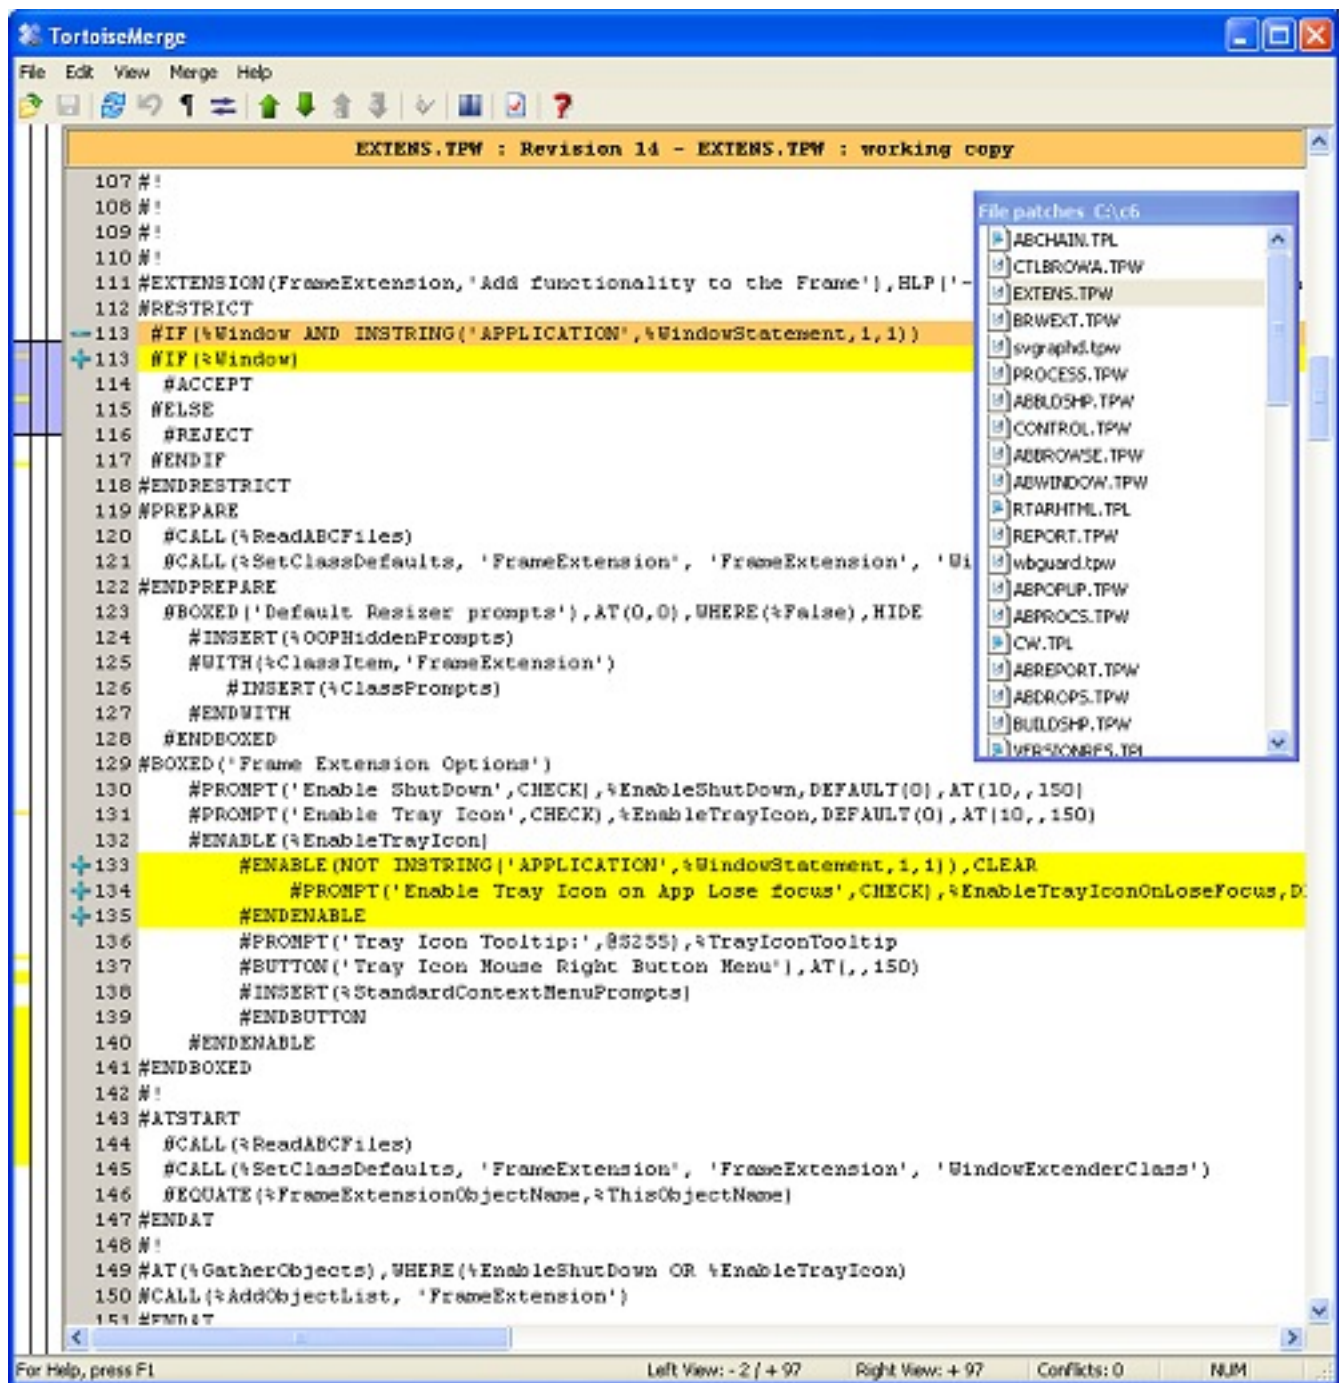 TortoiseMerge
File Edit View Merge Help
EXTENS.TPW : Revision 14 - EXTENS.TPW : working copy
107 #!
108 #!
109 #!
110 #!
111 #EXTENSION(FrameExtension,'Add functionality to the Frame'),HLP('-
112 #RESTRICT
113 #IF(%Window AND INSTRING('APPLICATION',%WindowStatement,1,1))
113 #IF(%Window)
114 #ACCEPT
115 #ELSE
116 #REJECT
117 #ENDIF
118 #ENDRESTRICT
119 #PREPARE
120 #CALL(%ReadABCFiles)
121 #CALL(%SetClassDefaults, 'FrameExtension', 'FrameExtension', 'Wi
122 #ENDPREPARE
123 #BOXED('Default Resizer prompts'),AT(0,0),WHERE(%False),HIDE
124 #INSERT(%OOPHiddenPrompts)
125 #WITH(%ClassItem,'FrameExtension')
126 #INSERT(%ClassPrompts)
127 #ENDWITH
128 #ENDBOXED
129 #BOXED('Frame Extension Options')
130 #PROMPT('Enable ShutDown',CHECK),%EnableShutDown,DEFAULT(0),AT(10,,150)
131 #PROMPT('Enable Tray Icon',CHECK),%EnableTrayIcon,DEFAULT(0),AT(10,,150)
132 #ENABLE(%EnableTrayIcon)
133 #ENABLE(NOT INSTRING('APPLICATION',%WindowStatement,1,1)),CLEAR
134 #PROMPT('Enable Tray Icon on App Lose focus',CHECK),%EnableTrayIconOnLoseFocus,D
135 #ENDENABLE
136 #PROMPT('Tray Icon Tooltip:',@S255),%TrayIconTooltip
137 #BUTTON('Tray Icon Mouse Right Button Menu'),AT(,,150)
138 #INSERT(%StandardContextMenuPrompts)
139 #ENDBUTTON
140 #ENDENABLE
141 #ENDBOXED
142 #!
143 #ATSTART
144 #CALL(%ReadABCFiles)
145 #CALL(%SetClassDefaults, 'FrameExtension', 'FrameExtension', 'WindowExtenderClass')
146 #EQUATE(%FrameExtensionObjectName,%ThisObjectName)
147 #ENDAT
148 #!
149 #AT(%GatherObjects),WHERE(%EnableShutDown OR %EnableTrayIcon)
150 #CALL(%AddObjectList, 'FrameExtension')
151 #ENDAT
File patches C:\c6
ABCHAIN.TPL
CTLBROWA.TPW
EXTENS.TPW
BRWEXT.TPW
svgraphd.tpw
PROCESS.TPW
ABBLDSHP.TPW
CONTROL.TPW
ABBROWSE.TPW
ABWINDOW.TPW
RTARHTML.TPL
REPORT.TPW
wbguard.tpw
ABPOPUP.TPW
ABPROCS.TPW
CW.TPL
ABREPORT.TPW
ABDROPS.TPW
BUILDSHP.TPW
VERSIONRES.TPL
For Help, press F1
Left View: - 2 / + 97
Right View: + 97
Conflicts: 0
NUM